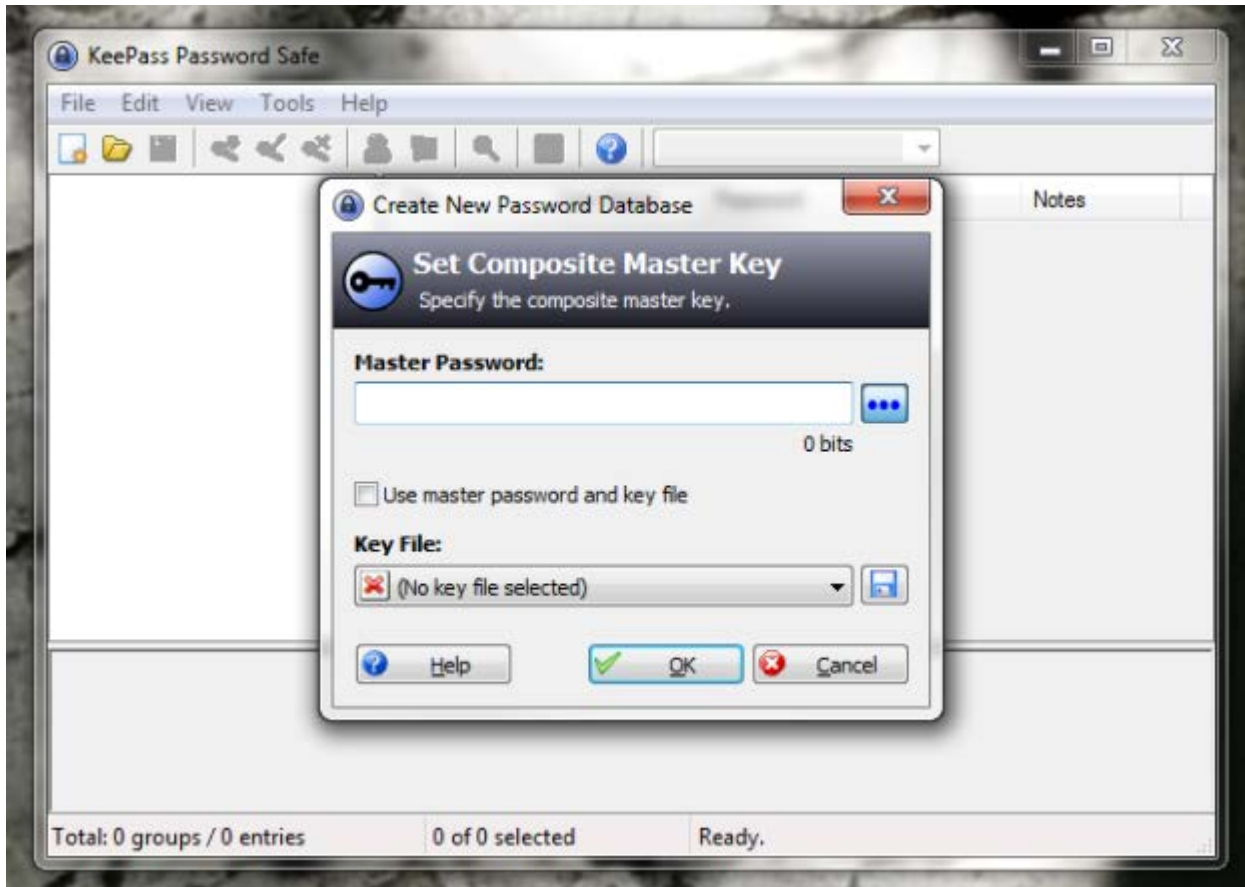 KeePass Password Safe
File Edit View Tools Help
Create New Password Database
Notes
Set Composite Master Key
Specify the composite master key.
Master Password:
0 bits
Use master password and key file
Key File:
(No key file selected)
Help OK Cancel
Total: 0 groups / 0 entries 0 of 0 selected Ready.